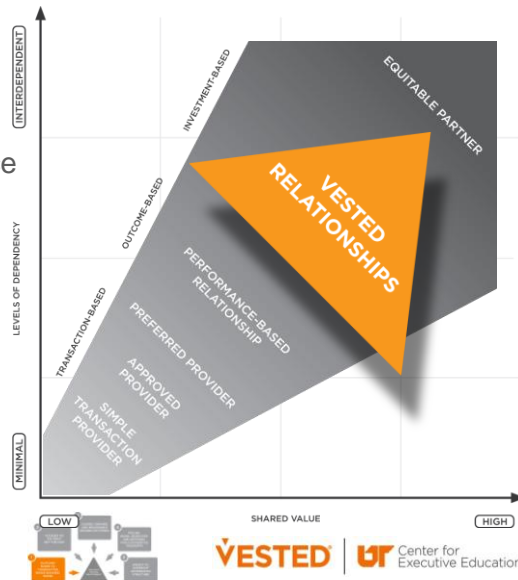 INTERDEPENDENT
INVESTMENT-BASED
EQUITABLE PARTNER
e
VESTED
RELATIONSHIPS
OUTCOME-BASED
LEVELS OF DEPENDENCY
PERFORMANCE-BASED
RELATIONSHIP
TRANSACTION-BASED
PREFERRED PROVIDER
APPROVED
PROVIDER
SIMPLE
TRANSACTION
PROVIDER
MINIMAL
LOW
SHARED VALUE
HIGH
VESTED®
UT Center for
Executive Education